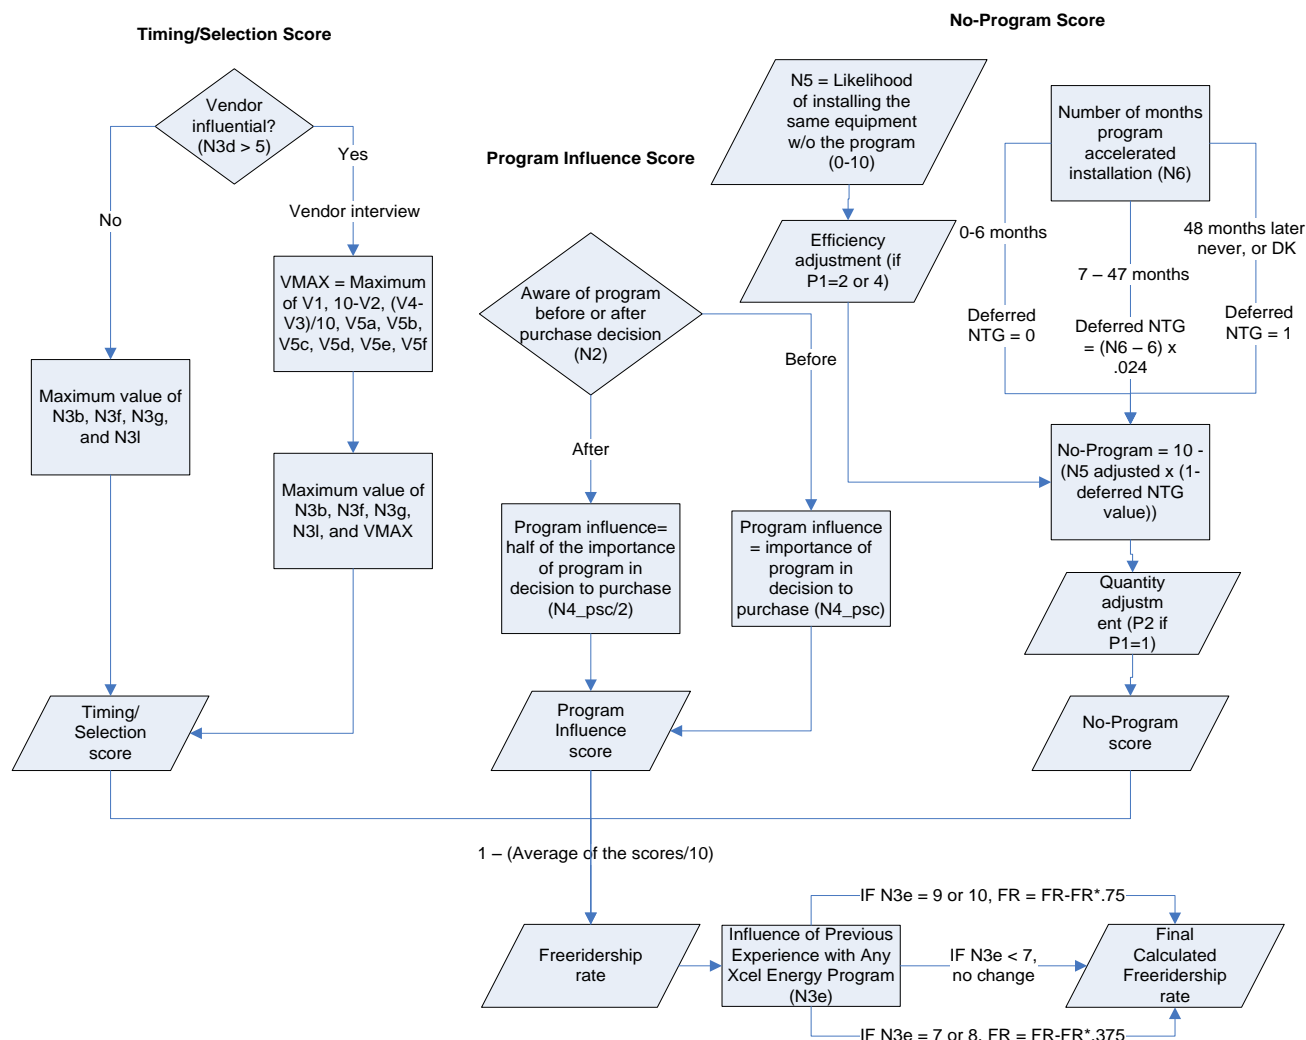 No-Program Score
Timing/Selection Score
Program Influence Score
Vendor
influential?
(N3d > 5)
No
Yes
Vendor interview
VMAX = Maximum
of V1, 10-V2, (V4-
V3)/10, V5a, V5b,
V5c, V5d, V5e, V5f
Maximum value of
N3b, N3f, N3g,
and N3l
Maximum value of
N3b, N3f, N3g,
N3l, and VMAX
Timing/
Selection
score
Aware of program
before or after
purchase decision
(N2)
Before
After
Program influence=
half of the importance
of program in
decision to purchase
(N4_psc/2)
Program influence
= importance of
program in
decision to
purchase (N4_psc)
Program
Influence
score
N5 = Likelihood
of installing the
same equipment
w/o the program
(0-10)
Efficiency
adjustment (if
P1=2 or 4)
Number of months
program
accelerated
installation (N6)
0-6 months
Deferred
NTG = 0
7 – 47 months
Deferred NTG
= (N6 – 6) x
.024
48 months later
never, or DK
Deferred
NTG = 1
No-Program = 10 -
(N5 adjusted x (1-
deferred NTG
value))
Quantity
adjustm
ent (P2 if
P1=1)
No-Program
score
1 – (Average of the scores/10)
Freeridership
rate
Influence of Previous
Experience with Any
Xcel Energy Program
(N3e)
IF N3e = 9 or 10, FR = FR-FR*.75
IF N3e < 7,
no change
IF N3e = 7 or 8, FR = FR-FR*.375
Final
Calculated
Freeridership
rate